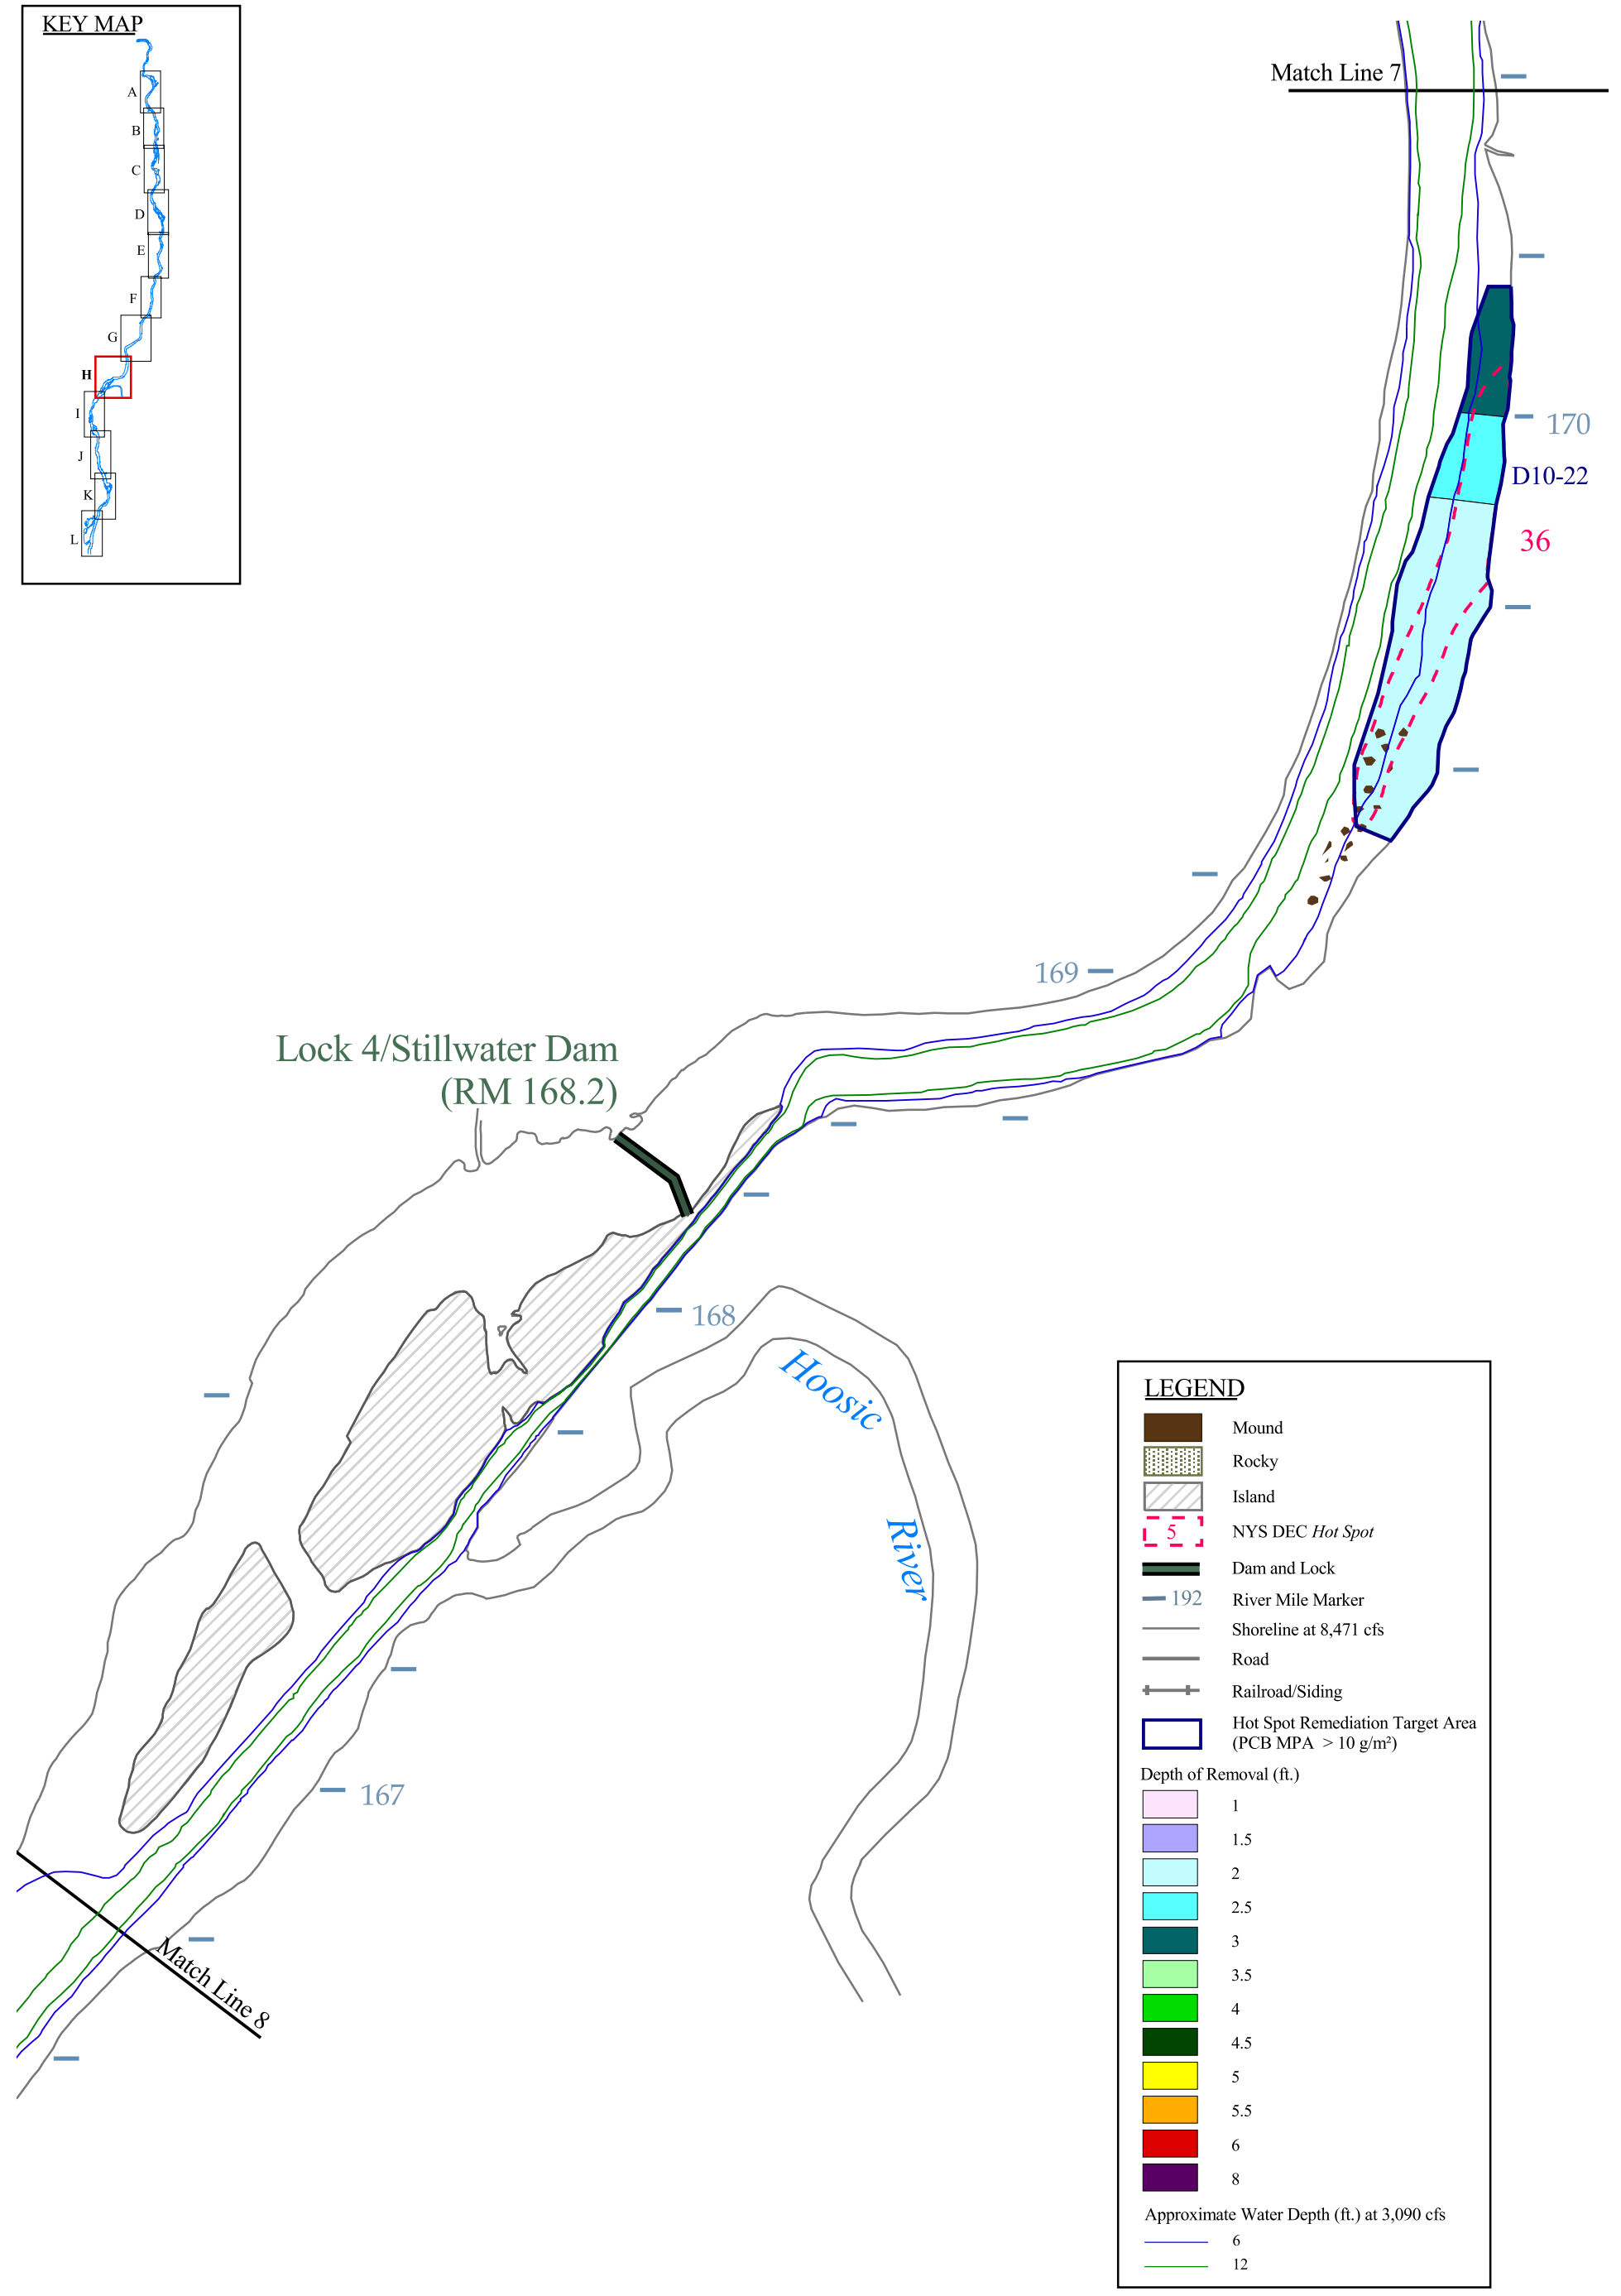 KEY MAP
A
B
C
D
E
F
G
H
I
J
K
L
Match Line 7
170
D10-22
36
169
Lock 4/Stillwater Dam
(RM 168.2)
168
Hoosic
River
167
Match Line 8
LEGEND
Mound
Rocky
Island
5 NYS DEC Hot Spot
Dam and Lock
192 River Mile Marker
Shoreline at 8,471 cfs
Road
Railroad/Siding
Hot Spot Remediation Target Area
(PCB MPA > 10 g/m²)
Depth of Removal (ft.)
1
1.5
2
2.5
3
3.5
4
4.5
5
5.5
6
8
Approximate Water Depth (ft.) at 3,090 cfs
6
12